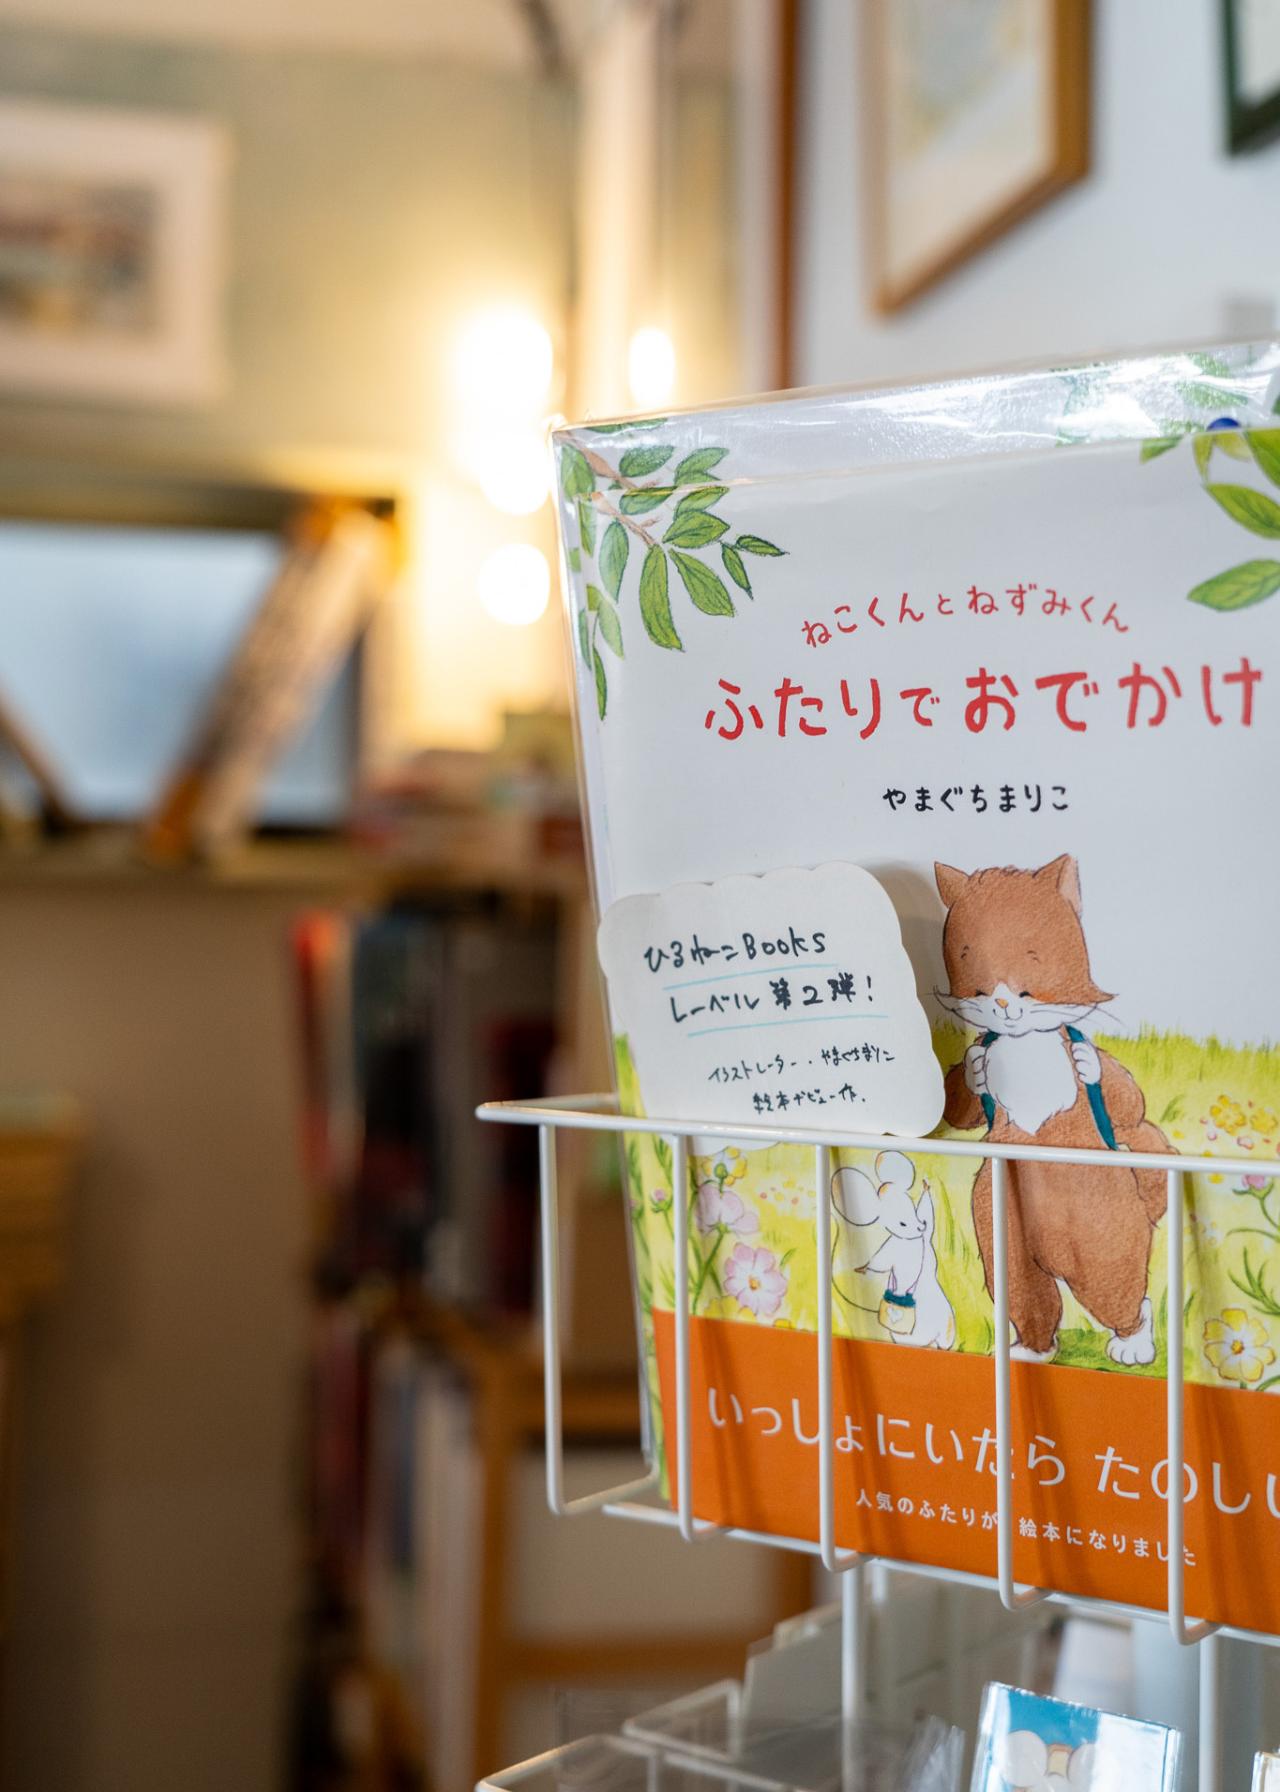 ねこくんとねずみくん
ふたりでおでかけ
やまぐちまりこ
ひるねこBooks
レーベル 第2弾!
イラストレーター・やまぐちまりこ
絵本デビュー作.
いっしょにいたら たのしい
人気のふたりが 絵本になりました